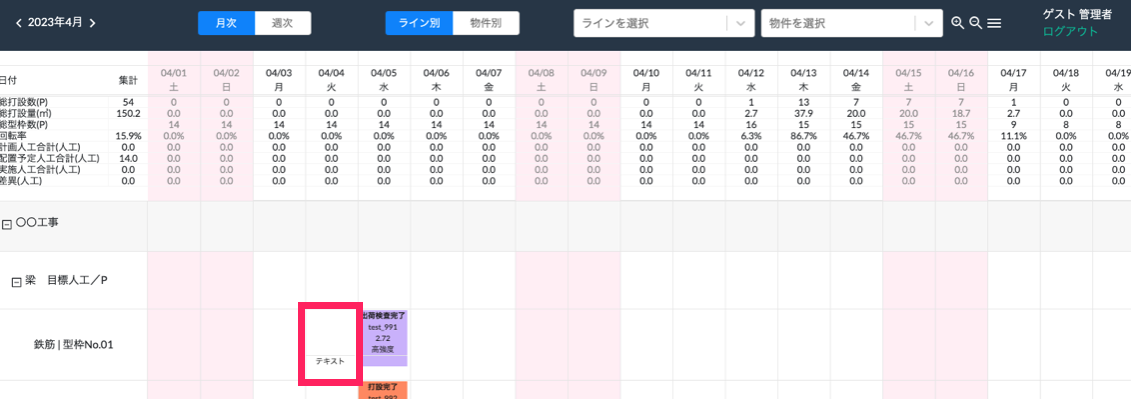 2023年4月 月次 週次 ライン別 物件別 ラインを選択 物件を選択 ゲスト 管理者
ログアウト
日付 集計 04/01 04/02 04/03 04/04 04/05 04/06 04/07 04/08 04/09 04/10 04/11 04/12 04/13 04/14 04/15 04/16 04/17 04/18 04/19
土 日 月 火 水 木 金 土 日 月 火 水 木 金 土 日 月 火 水
総打設数(P) 54 0 0 0 0 0 0 0 0 0 0 0 1 13 7 7 7 1 0 0
総打設量(㎥) 150.2 0.0 0.0 0.0 0.0 0.0 0.0 0.0 0.0 0.0 0.0 0.0 2.7 37.9 20.0 20.0 18.7 2.7 0.0 0.0
総型枠数(P) 14 14 14 14 14 14 14 14 14 14 14 16 15 15 15 15 9 8 8
回転率 15.9% 0.0% 0.0% 0.0% 0.0% 0.0% 0.0% 0.0% 0.0% 0.0% 0.0% 0.0% 6.3% 86.7% 46.7% 46.7% 46.7% 11.1% 0.0% 0.0%
計画人工合計(人工) 0.0 0.0 0.0 0.0 0.0 0.0 0.0 0.0 0.0 0.0 0.0 0.0 0.0 0.0 0.0 0.0 0.0 0.0 0.0 0.0
配置予定人工合計(人工) 14.0 0.0 0.0 0.0 0.0 0.0 0.0 0.0 0.0 0.0 0.0 0.0 0.0 0.0 0.0 0.0 0.0 0.0 0.0 0.0
実施人工合計(人工) 0.0 0.0 0.0 0.0 0.0 0.0 0.0 0.0 0.0 0.0 0.0 0.0 0.0 0.0 0.0 0.0 0.0 0.0 0.0 0.0
差異(人工) 0.0 0.0 0.0 0.0 0.0 0.0 0.0 0.0 0.0 0.0 0.0 0.0 0.0 0.0 0.0 0.0 0.0 0.0 0.0 0.0
〇〇工事
梁 目標人工／P
鉄筋 | 型枠No.01
テキスト
出荷検査完了
test_991
2.72
高強度
打設完了
test_992